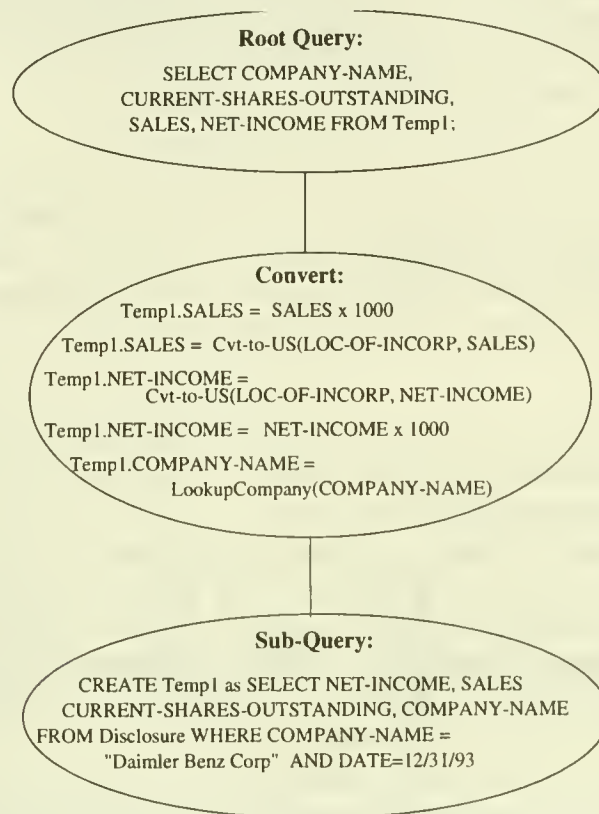 Root Query:
SELECT COMPANY-NAME,
CURRENT-SHARES-OUTSTANDING,
SALES, NET-INCOME FROM Temp1;
Convert:
Temp1.SALES = SALES x 1000
Temp1.SALES = Cvt-to-US(LOC-OF-INCORP, SALES)
Temp1.NET-INCOME =
Cvt-to-US(LOC-OF-INCORP, NET-INCOME)
Temp1.NET-INCOME = NET-INCOME x 1000
Temp1.COMPANY-NAME =
LookupCompany(COMPANY-NAME)
Sub-Query:
CREATE Temp1 as SELECT NET-INCOME, SALES
CURRENT-SHARES-OUTSTANDING, COMPANY-NAME
FROM Disclosure WHERE COMPANY-NAME =
"Daimler Benz Corp" AND DATE=12/31/93